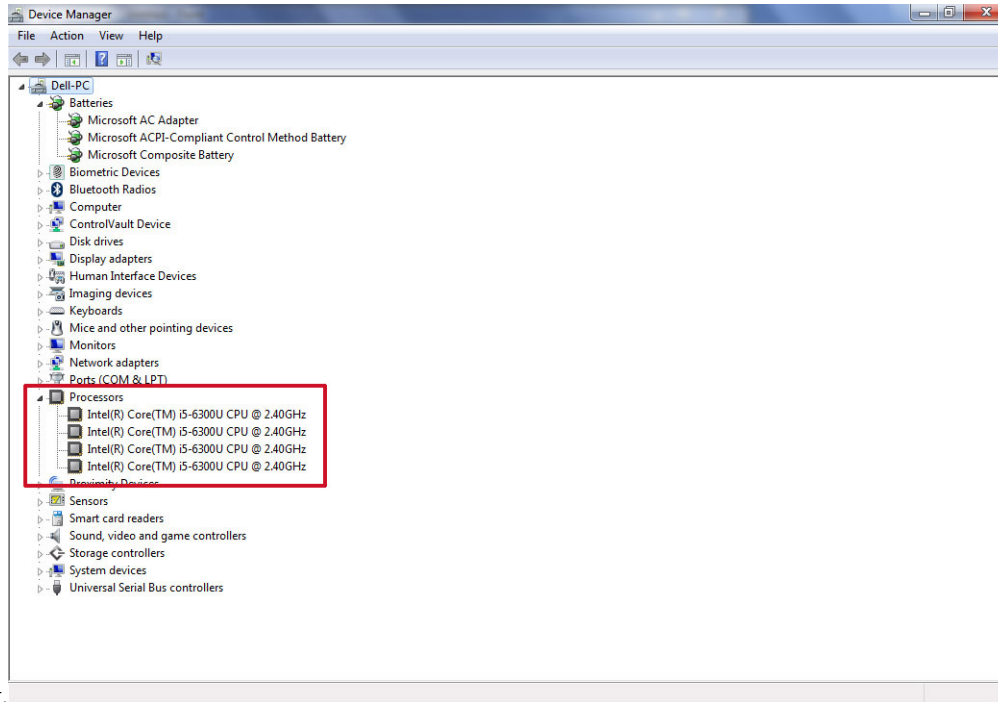 Device Manager
File Action View Help
Dell-PC
Batteries
Microsoft AC Adapter
Microsoft ACPI-Compliant Control Method Battery
Microsoft Composite Battery
Biometric Devices
Bluetooth Radios
Computer
ControlVault Device
Disk drives
Display adapters
Human Interface Devices
Imaging devices
Keyboards
Mice and other pointing devices
Monitors
Network adapters
Ports (COM & LPT)
Processors
Intel(R) Core(TM) i5-6300U CPU @ 2.40GHz
Intel(R) Core(TM) i5-6300U CPU @ 2.40GHz
Intel(R) Core(TM) i5-6300U CPU @ 2.40GHz
Intel(R) Core(TM) i5-6300U CPU @ 2.40GHz
Proximity Devices
Sensors
Smart card readers
Sound, video and game controllers
Storage controllers
System devices
Universal Serial Bus controllers